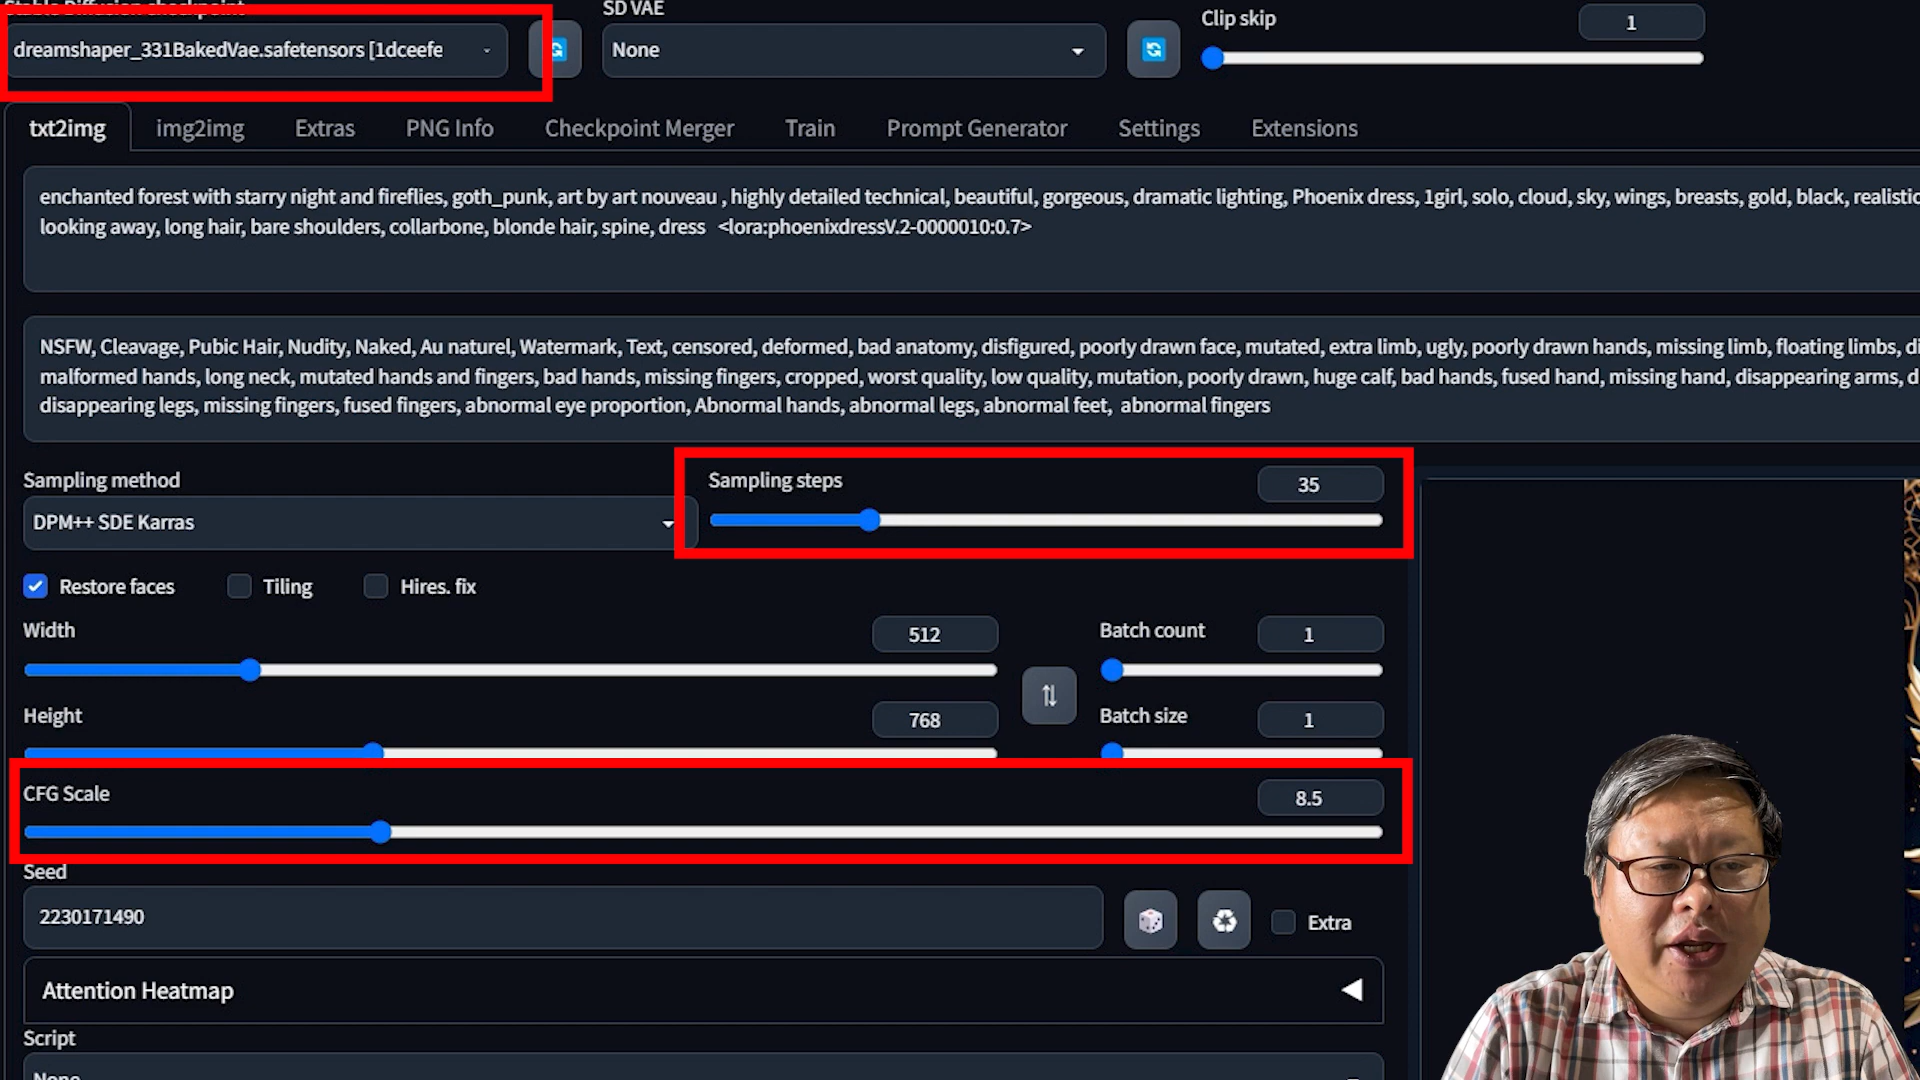 Stable Diffusion checkpoint
SD VAE
Clip skip
1
dreamshaper_331BakedVae.safetensors [1dceefe
None
txt2img
img2img
Extras
PNG Info
Checkpoint Merger
Train
Prompt Generator
Settings
Extensions
enchanted forest with starry night and fireflies, goth_punk, art by art nouveau , highly detailed technical, beautiful, gorgeous, dramatic lighting, Phoenix dress, 1girl, solo, cloud, sky, wings, breasts, gold, black, realistic
looking away, long hair, bare shoulders, collarbone, blonde hair, spine, dress <lora:phoenixdressV.2-0000010:0.7>
NSFW, Cleavage, Pubic Hair, Nudity, Naked, Au naturel, Watermark, Text, censored, deformed, bad anatomy, disfigured, poorly drawn face, mutated, extra limb, ugly, poorly drawn hands, missing limb, floating limbs, di
malformed hands, long neck, mutated hands and fingers, bad hands, missing fingers, cropped, worst quality, low quality, mutation, poorly drawn, huge calf, bad hands, fused hand, missing hand, disappearing arms, d
disappearing legs, missing fingers, fused fingers, abnormal eye proportion, Abnormal hands, abnormal legs, abnormal feet, abnormal fingers
Sampling method
Sampling steps
35
DPM++ SDE Karras
Restore faces
Tiling
Hires. fix
Width
512
Batch count
1
Height
768
Batch size
1
CFG Scale
8.5
Seed
2230171490
Extra
Attention Heatmap
Script
None